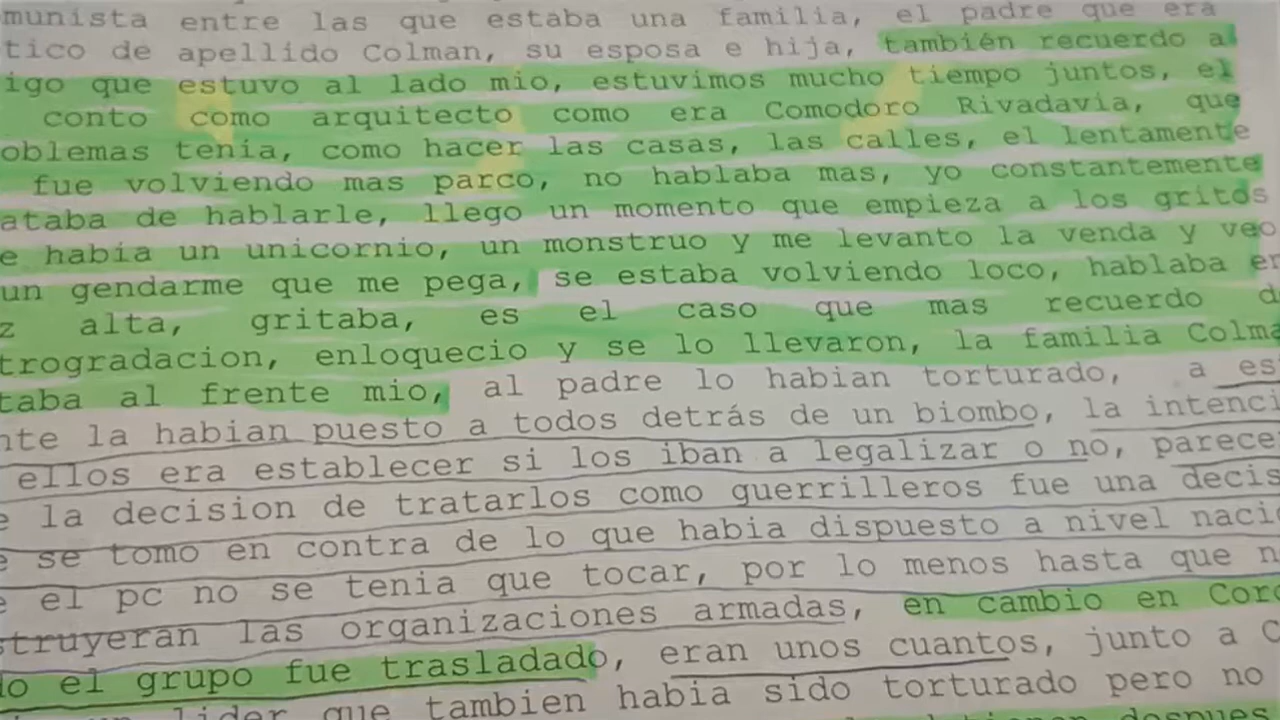 munista entre las que estaba una familia, el padre que era
tico de apellido Colman, su esposa e hija, también recuerdo a
igo que estuvo al lado mio, estuvimos mucho tiempo juntos, el
conto como arquitecto como era Comodoro Rivadavia, que
oblemas tenia, como hacer las casas, las calles, el lentamente
fue volviendo mas parco, no hablaba mas, yo constantemente
ataba de hablarle, llego un momento que empieza a los gritos
e habia un unicornio, un monstruo y me levanto la venda y veo
un gendarme que me pega, se estaba volviendo loco, hablaba en
z alta, gritaba, es el caso que mas recuerdo d
trogradacion, enloquecio y se lo llevaron, la familia Colma
taba al frente mio, al padre lo habian torturado, a es
nte la habian puesto a todos detrás de un biombo, la intenci
ellos era establecer si los iban a legalizar o no, parece
e la decision de tratarlos como guerrilleros fue una decis
e se tomo en contra de lo que habia dispuesto a nivel naci
e el pc no se tenia que tocar, por lo menos hasta que n
struyeran las organizaciones armadas, en cambio en Cord
do el grupo fue trasladado, eran unos cuantos, junto a C
un lider que tambien habia sido torturado pero no
despues